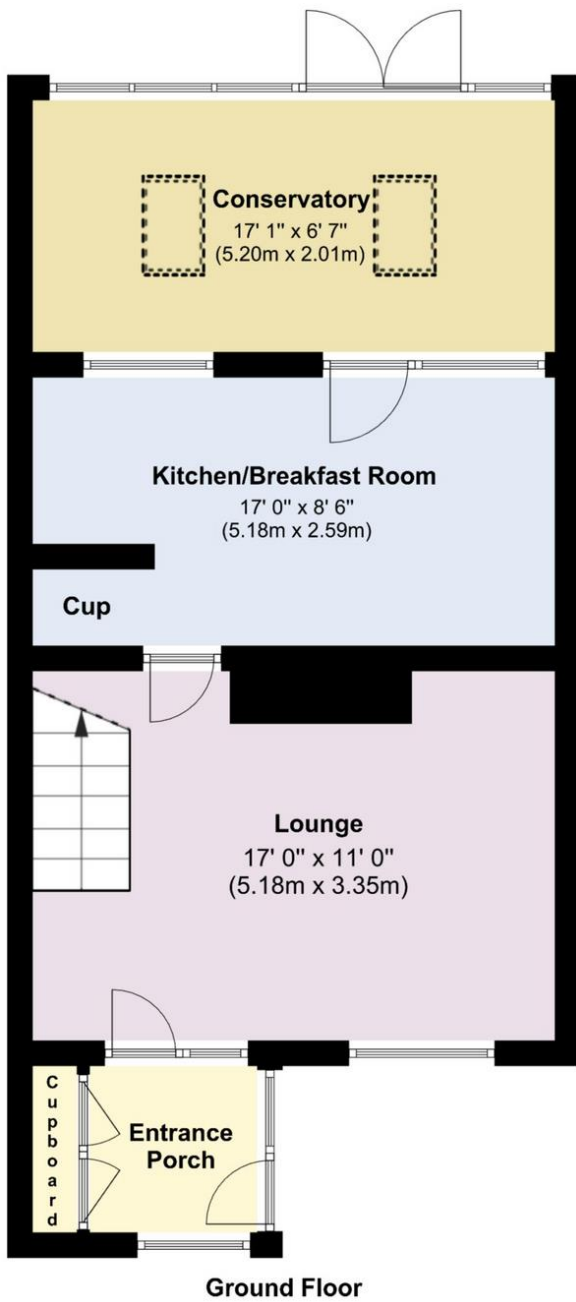 Conservatory
17' 1" x 6' 7"
(5.20m x 2.01m)
Kitchen/Breakfast Room
17' 0" x 8' 6"
(5.18m x 2.59m)
Cup
Lounge
17' 0" x 11' 0"
(5.18m x 3.35m)
Cupboard
Entrance
Porch
Ground Floor